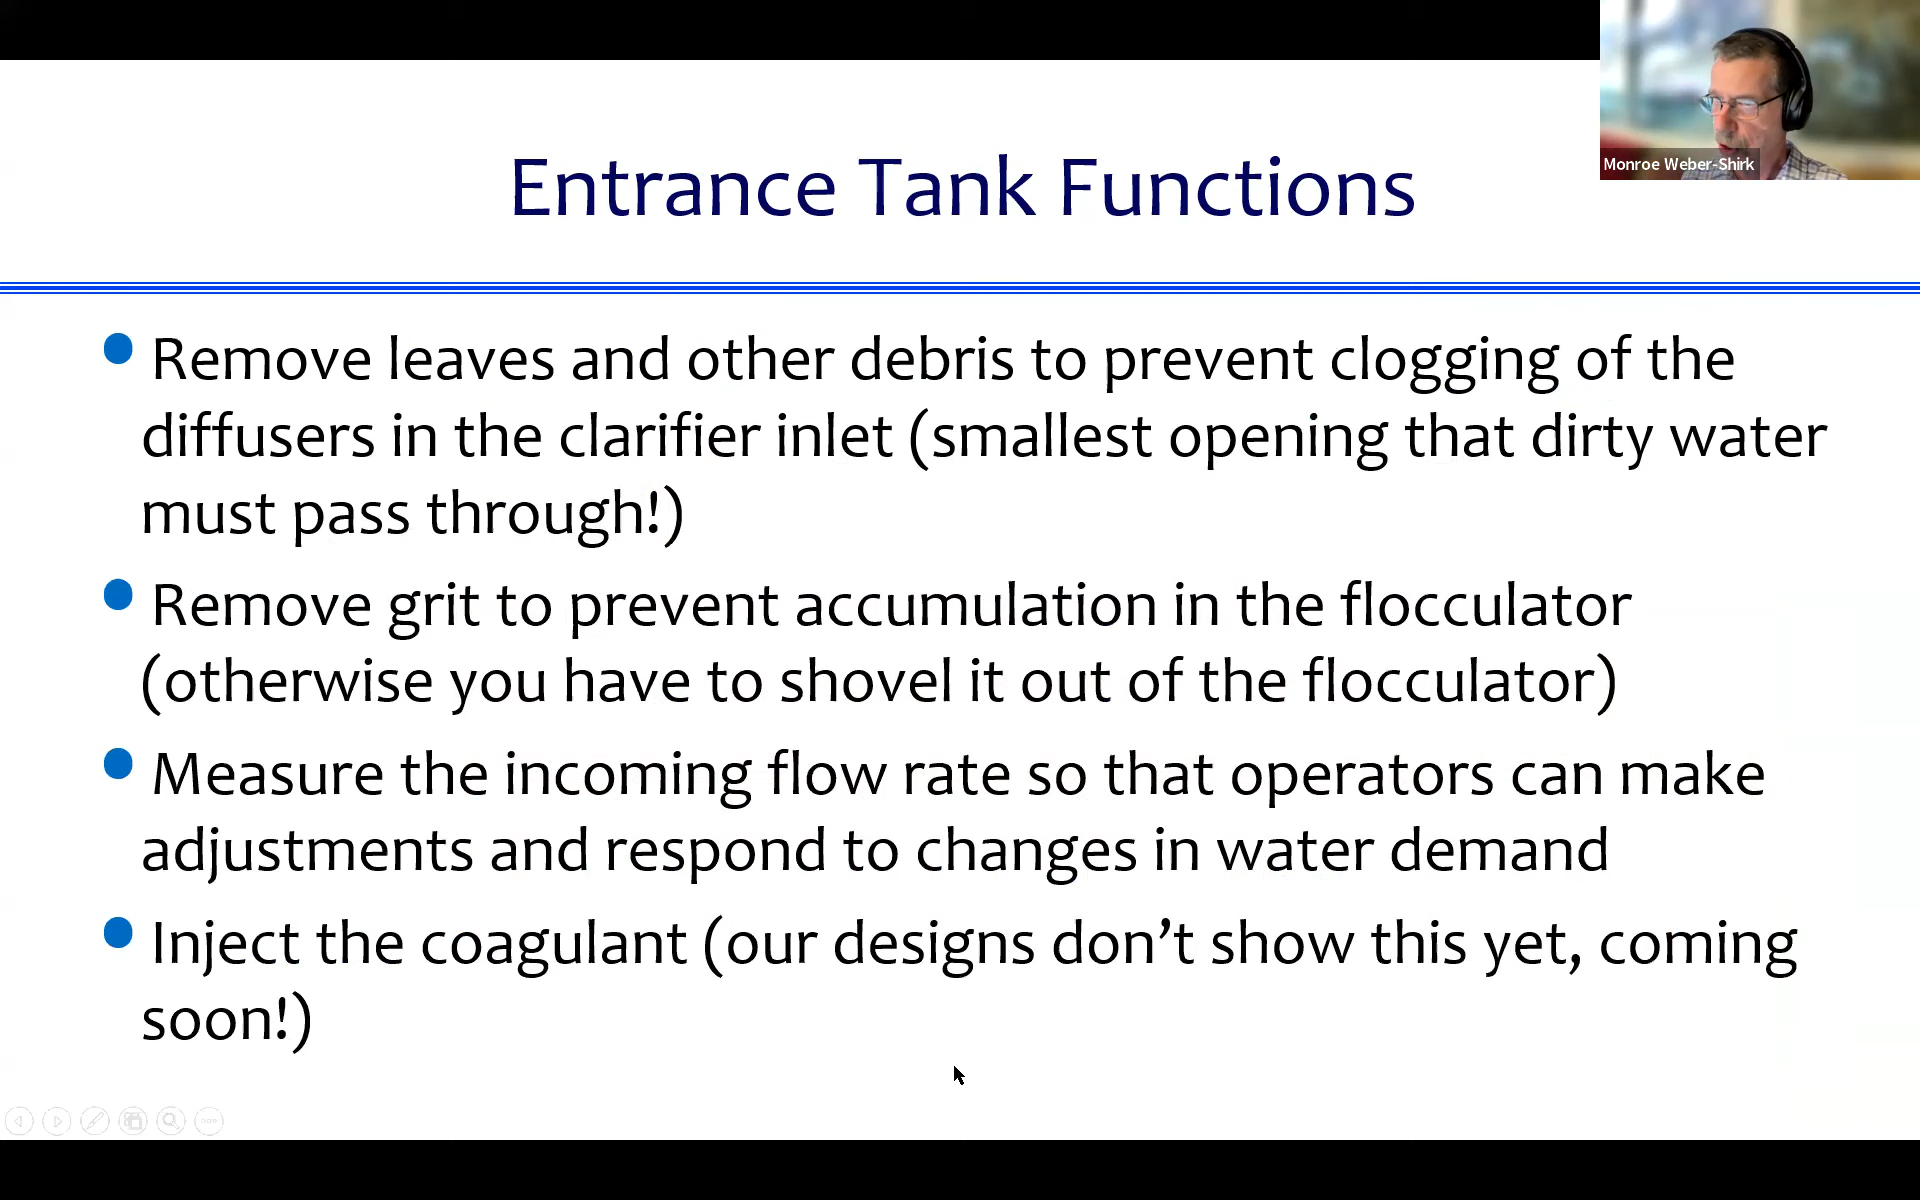 Monroe Weber-Shirk
Entrance Tank Functions
Remove leaves and other debris to prevent clogging of the
diffusers in the clarifier inlet (smallest opening that dirty water
must pass through!)
Remove grit to prevent accumulation in the flocculator
(otherwise you have to shovel it out of the flocculator)
Measure the incoming flow rate so that operators can make
adjustments and respond to changes in water demand
Inject the coagulant (our designs don’t show this yet, coming
soon!)